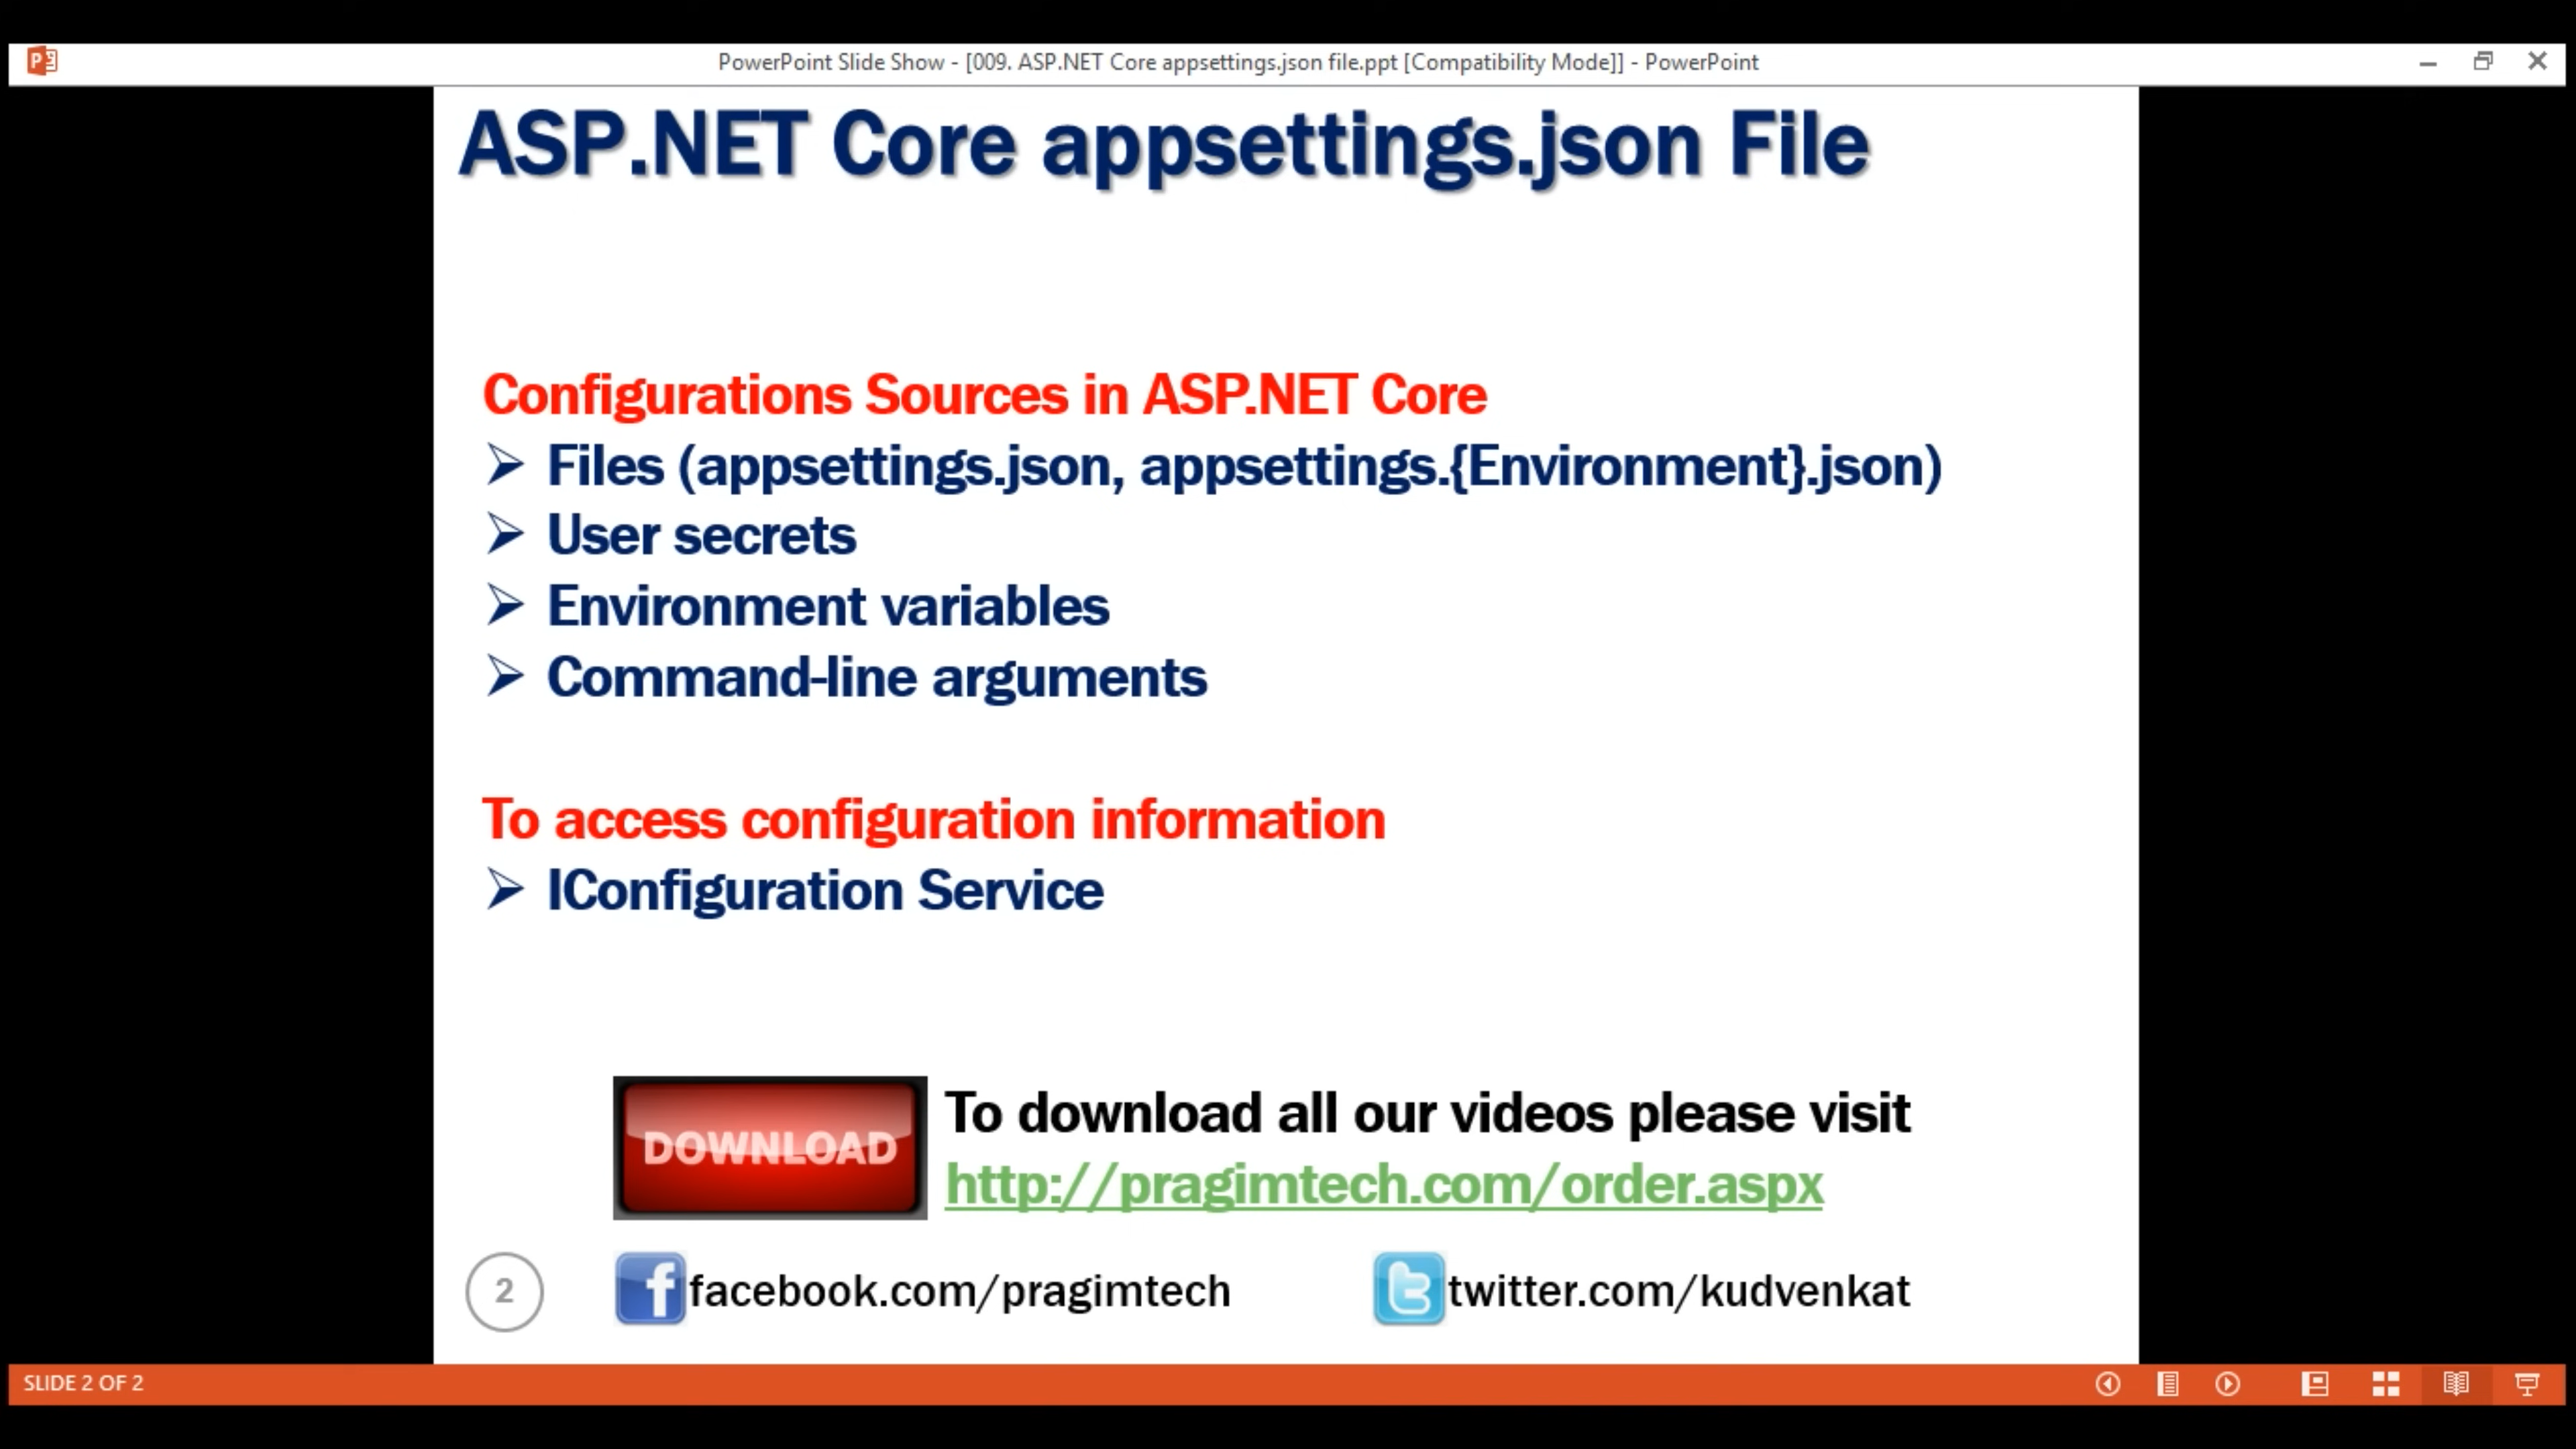 PowerPoint Slide Show - [009. ASP.NET Core appsettings.json file.ppt [Compatibility Mode]] - PowerPoint
ASP.NET Core appsettings.json File
Configurations Sources in ASP.NET Core
➢ Files (appsettings.json, appsettings.{Environment}.json)
➢ User secrets
➢ Environment variables
➢ Command-line arguments
To access configuration information
➢ IConfiguration Service
DOWNLOAD
To download all our videos please visit
http://pragimtech.com/order.aspx
2
facebook.com/pragimtech
twitter.com/kudvenkat
SLIDE 2 OF 2